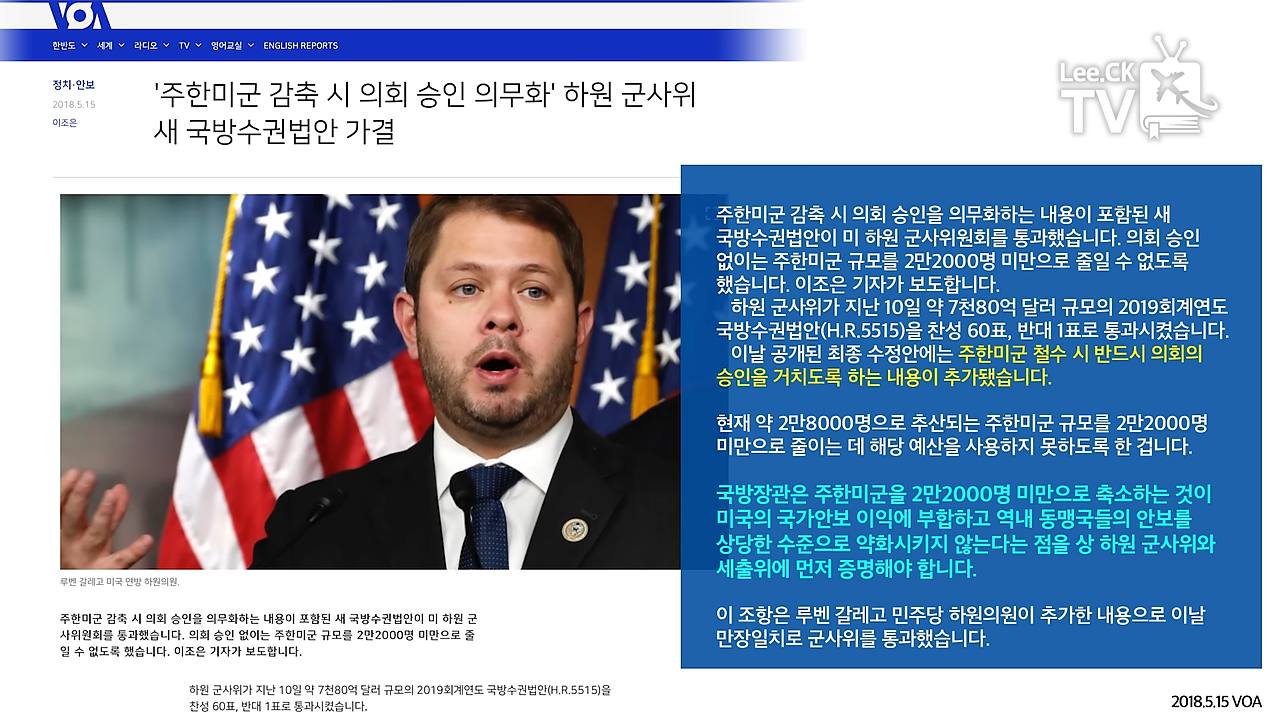 VOA
한반도 세계 라디오 TV 영어교실 ENGLISH REPORTS
정치·안보
2018.5.15
이조은
'주한미군 감축 시 의회 승인 의무화' 하원 군사위
새 국방수권법안 가결
Lee.CK
TV
루벤 갈레고 미국 연방 하원의원.
주한미군 감축 시 의회 승인을 의무화하는 내용이 포함된 새 국방수권법안이 미 하원 군
사위원회를 통과했습니다. 의회 승인 없이는 주한미군 규모를 2만2000명 미만으로 줄
일 수 없도록 했습니다. 이조은 기자가 보도합니다.
하원 군사위가 지난 10일 약 7천80억 달러 규모의 2019회계연도 국방수권법안(H.R.5515)을
찬성 60표, 반대 1표로 통과시켰습니다.
주한미군 감축 시 의회 승인을 의무화하는 내용이 포함된 새
국방수권법안이 미 하원 군사위원회를 통과했습니다. 의회 승인
없이는 주한미군 규모를 2만2000명 미만으로 줄일 수 없도록
했습니다. 이조은 기자가 보도합니다.
하원 군사위가 지난 10일 약 7천80억 달러 규모의 2019회계연도
국방수권법안(H.R.5515)을 찬성 60표, 반대 1표로 통과시켰습니다.
이날 공개된 최종 수정안에는 주한미군 철수 시 반드시 의회의
승인을 거치도록 하는 내용이 추가됐습니다.
현재 약 2만8000명으로 추산되는 주한미군 규모를 2만2000명
미만으로 줄이는 데 해당 예산을 사용하지 못하도록 한 겁니다.
국방장관은 주한미군을 2만2000명 미만으로 축소하는 것이
미국의 국가안보 이익에 부합하고 역내 동맹국들의 안보를
상당한 수준으로 약화시키지 않는다는 점을 상 하원 군사위와
세출위에 먼저 증명해야 합니다.
이 조항은 루벤 갈레고 민주당 하원의원이 추가한 내용으로 이날
만장일치로 군사위를 통과했습니다.
2018.5.15 VOA